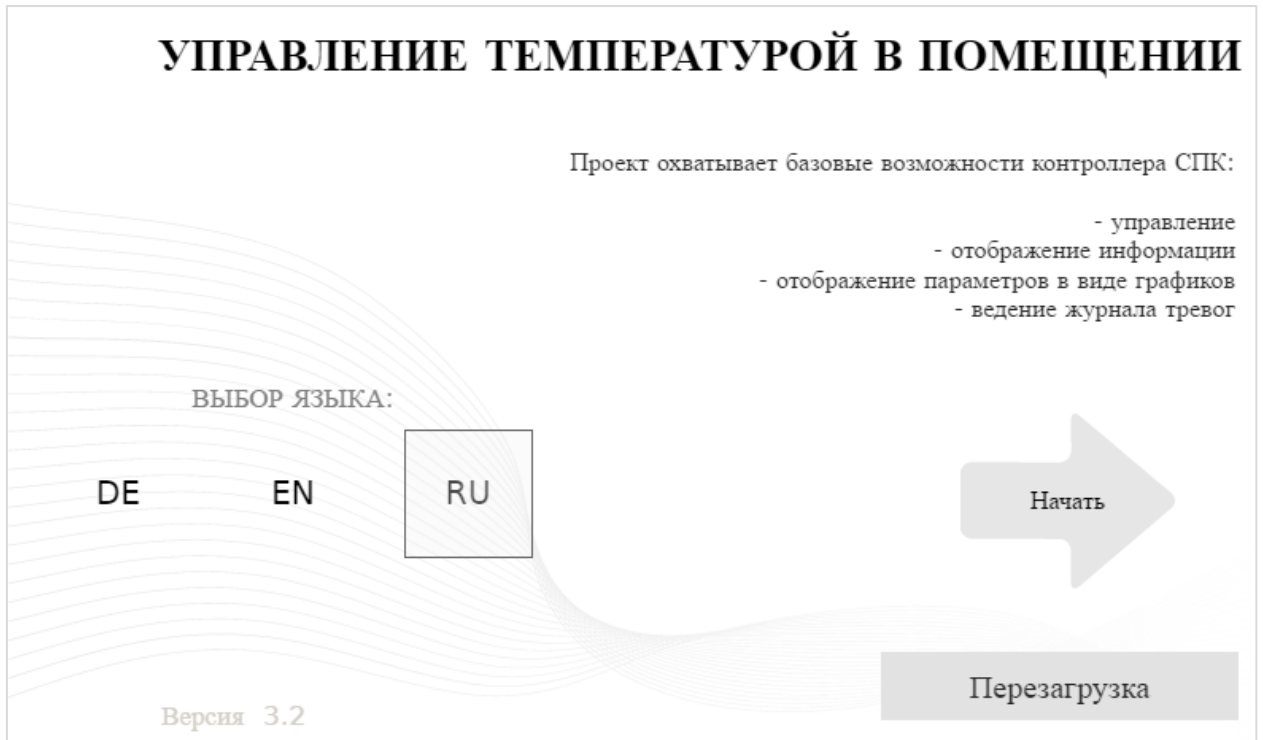 УПРАВЛЕНИЕ ТЕМПЕРАТУРОЙ В ПОМЕЩЕНИИ
Проект охватывает базовые возможности контроллера СПК:
- управление
- отображение информации
- отображение параметров в виде графиков
- ведение журнала тревог
ВЫБОР ЯЗЫКА:
DE EN RU
Начать
Перезагрузка
Версия 3.2